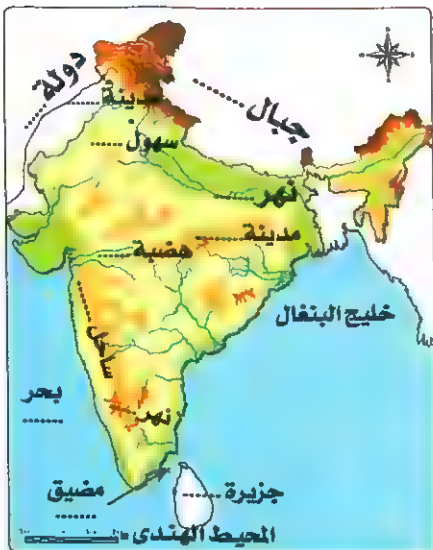 دولة ........
مدينة ........
جبال ........
سهول ........
نهر ........
مدينة ........
هضبة ........
خليج البنغال
ساحل ........
بحر
........
نهر ........
مضيق
........
جزيرة ........
المحيط الهندي